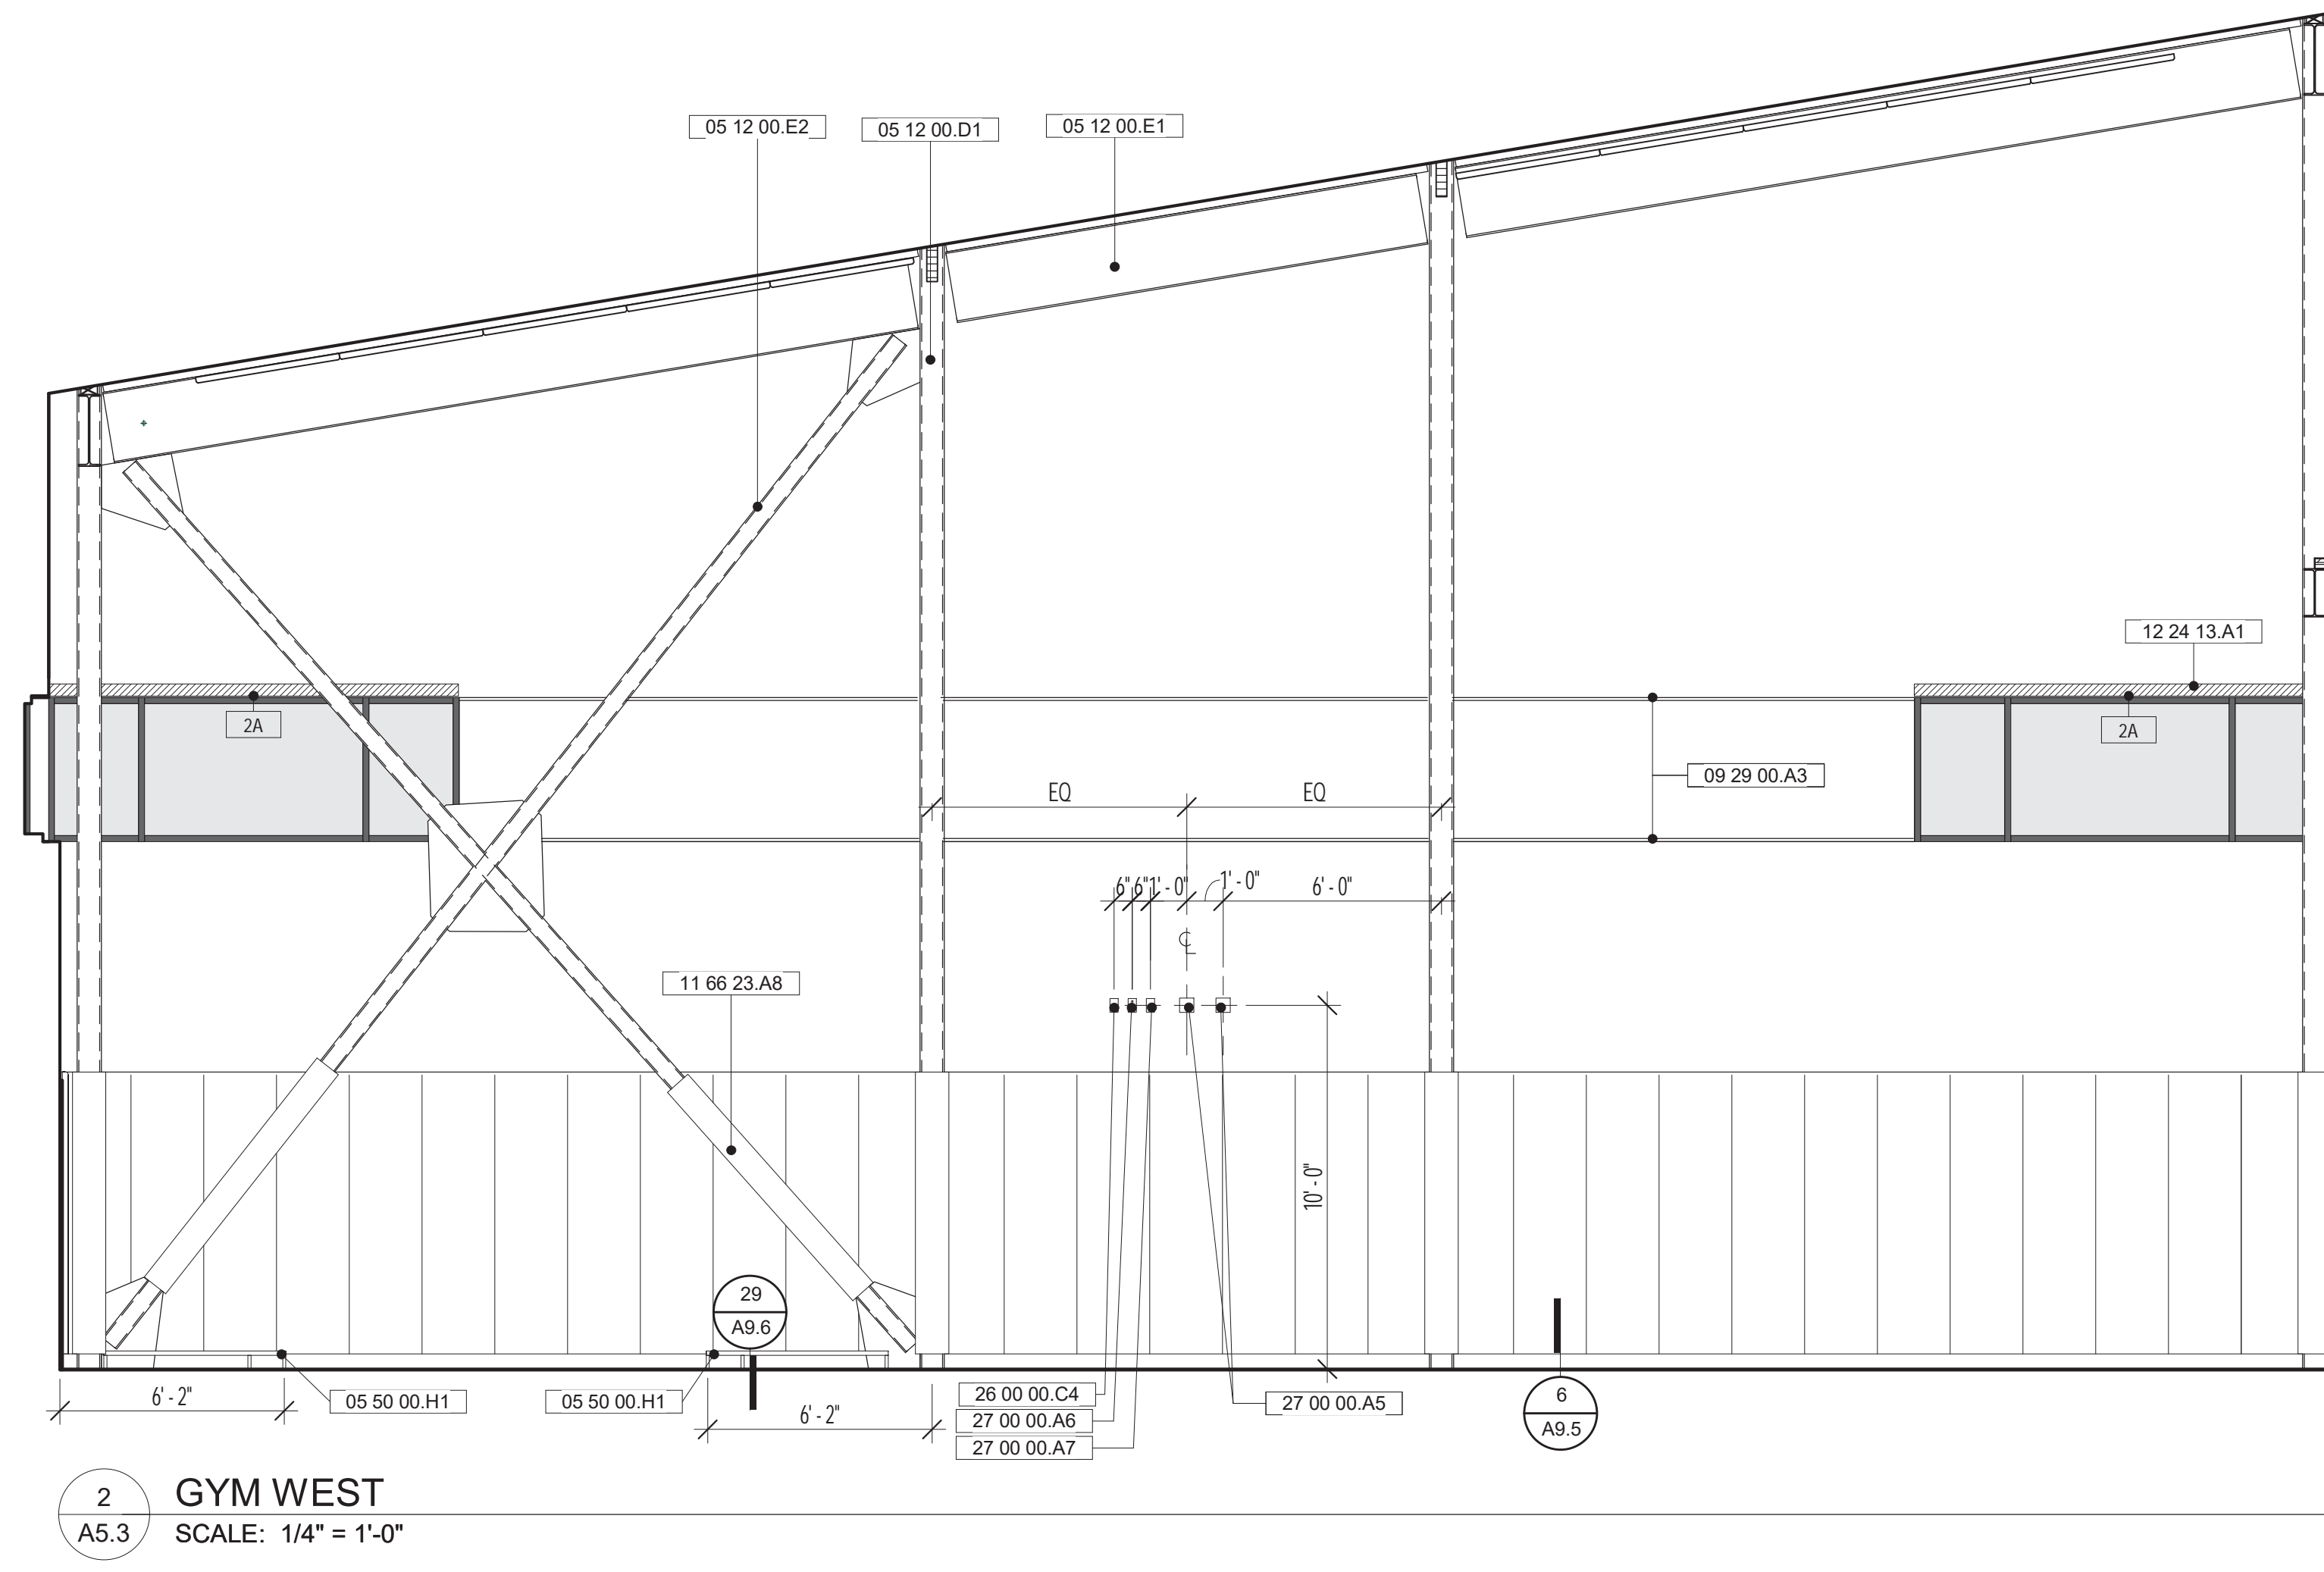 05 12 00.E2
05 12 00.D1
05 12 00.E1
12 24 13.A1
2A
2A
09 29 00.A3
EQ
EQ
6"
6"
1' - 0"
1' - 0"
6' - 0"
℄
11 66 23.A8
10' - 0"
29
A9.6
6' - 2"
05 50 00.H1
05 50 00.H1
6' - 2"
26 00 00.C4
27 00 00.A6
27 00 00.A7
27 00 00.A5
6
A9.5
2
A5.3
GYM WEST
SCALE: 1/4" = 1'-0"